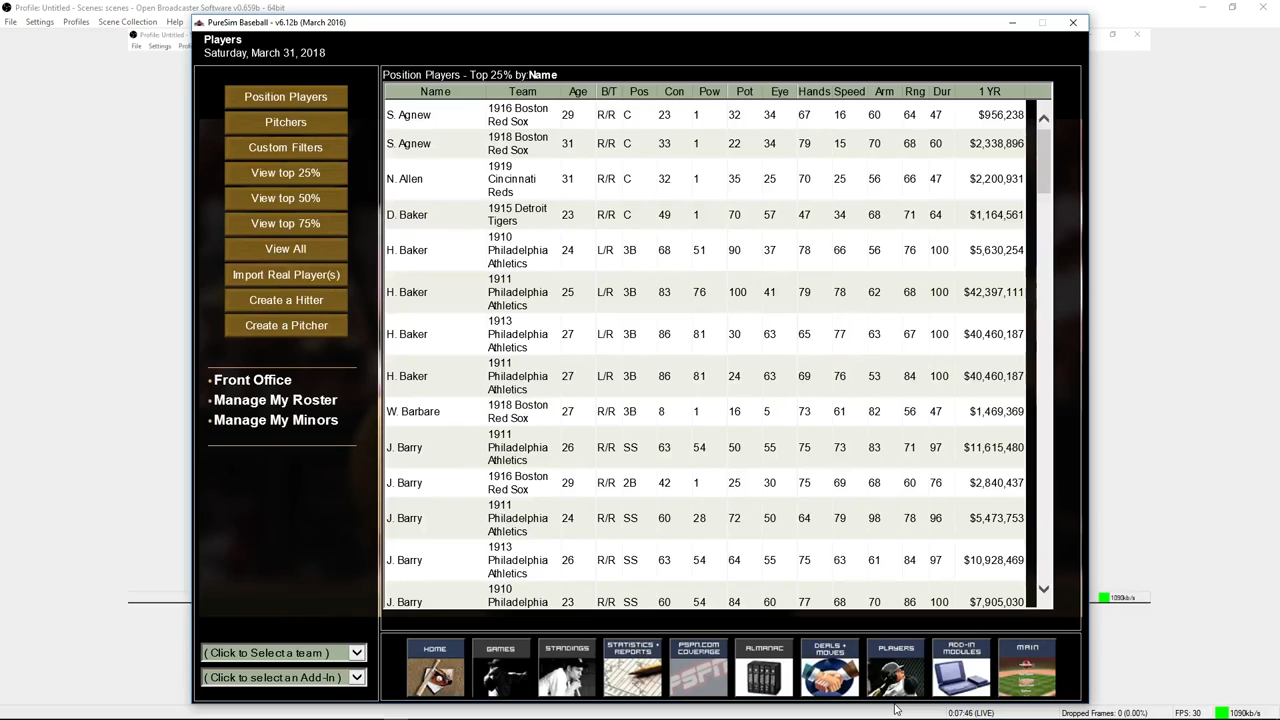 Profile: Untitled - Scenes: scenes - Open Broadcaster Software v0.659b - 64bit
File Settings Profiles Scene Collection Help
Profile: Untitled -
File Settings
PureSim Baseball - v6.12b (March 2016)
Players
Saturday, March 31, 2018
Position Players
Pitchers
Custom Filters
View top 25%
View top 50%
View top 75%
View All
Import Real Player(s)
Create a Hitter
Create a Pitcher
Front Office
Manage My Roster
Manage My Minors
( Click to Select a team )
( Click to select an Add-In )
Position Players - Top 25% by:Name
Name Team Age B/T Pos Con Pow Pot Eye Hands Speed Arm Rng Dur 1 YR
S. Agnew 1916 Boston Red Sox 29 R/R C 23 1 32 34 67 16 60 64 47 $956,238
S. Agnew 1918 Boston Red Sox 31 R/R C 33 1 22 34 79 15 70 68 60 $2,338,896
N. Allen 1919 Cincinnati Reds 31 R/R C 32 1 35 25 70 25 56 66 47 $2,200,931
D. Baker 1915 Detroit Tigers 23 R/R C 49 1 70 57 47 34 68 71 64 $1,167,561
H. Baker 1910 Philadelphia Athletics 24 L/R 3B 68 51 90 37 78 66 56 76 100 $5,630,254
H. Baker 1911 Philadelphia Athletics 25 L/R 3B 83 76 100 41 79 78 62 68 100 $42,397,111
H. Baker 1913 Philadelphia Athletics 27 L/R 3B 86 81 30 63 65 77 63 67 100 $40,460,187
H. Baker 1911 Philadelphia Athletics 27 L/R 3B 86 81 24 63 69 76 53 84 100 $40,460,187
W. Barbare 1918 Boston Red Sox 27 R/R 3B 8 1 16 5 73 61 82 56 47 $1,469,369
J. Barry 1911 Philadelphia Athletics 26 R/R SS 63 54 50 55 75 73 83 71 97 $11,615,480
J. Barry 1916 Boston Red Sox 29 R/R 2B 42 1 25 30 75 69 68 60 76 $2,840,437
J. Barry 1911 Philadelphia Athletics 24 R/R SS 60 28 72 50 64 79 98 78 96 $5,473,753
J. Barry 1913 Philadelphia Athletics 26 R/R SS 63 54 64 55 75 63 61 84 97 $10,928,469
J. Barry 1910 Philadelphia 23 R/R SS 60 54 84 60 77 68 70 86 100 $7,905,030
HOME GAMES STANDINGS STATISTICS + REPORTS PSPN.COM COVERAGE ALMANAC DEALS + MOVES PLAYERS ADD-IN MODULES MAIN
1090kb/s
0:07:46 (LIVE) Dropped Frames: 0 (0.00%) FPS: 30 1090kb/s